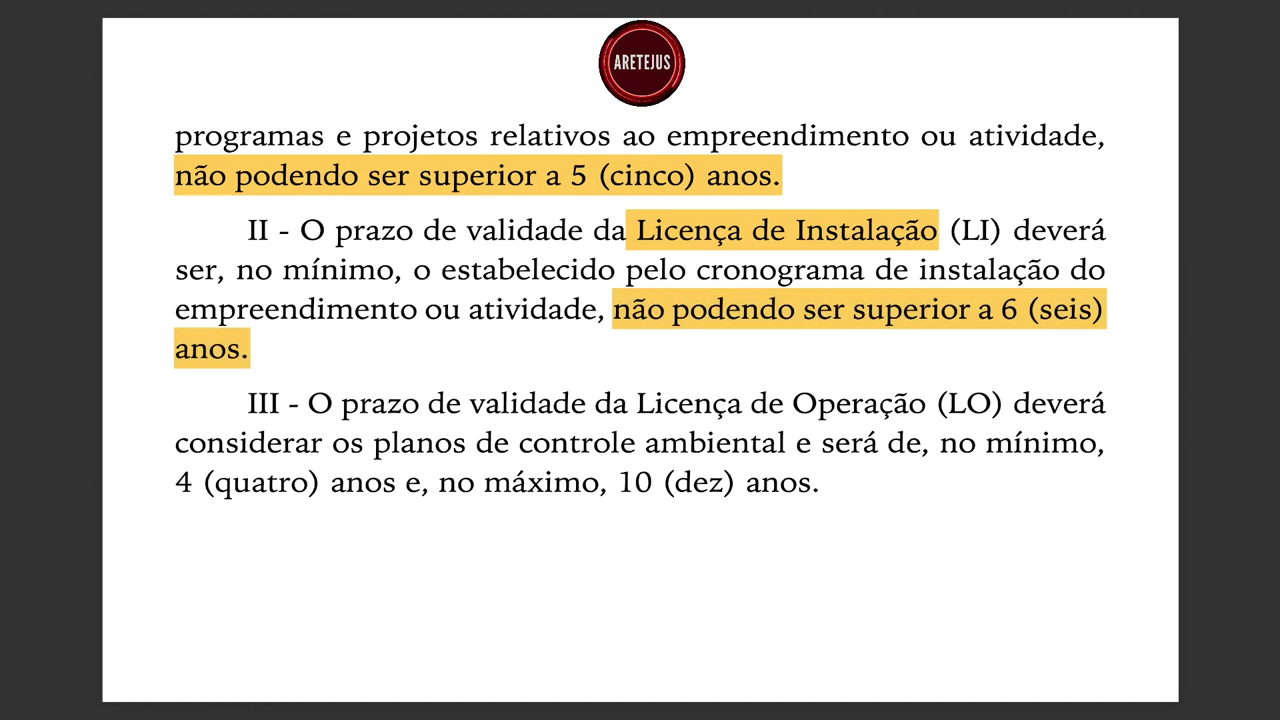 ARETEJUS
programas e projetos relativos ao empreendimento ou atividade,
não podendo ser superior a 5 (cinco) anos.
II - O prazo de validade da Licença de Instalação (LI) deverá
ser, no mínimo, o estabelecido pelo cronograma de instalação do
empreendimento ou atividade, não podendo ser superior a 6 (seis)
anos.
III - O prazo de validade da Licença de Operação (LO) deverá
considerar os planos de controle ambiental e será de, no mínimo,
4 (quatro) anos e, no máximo, 10 (dez) anos.